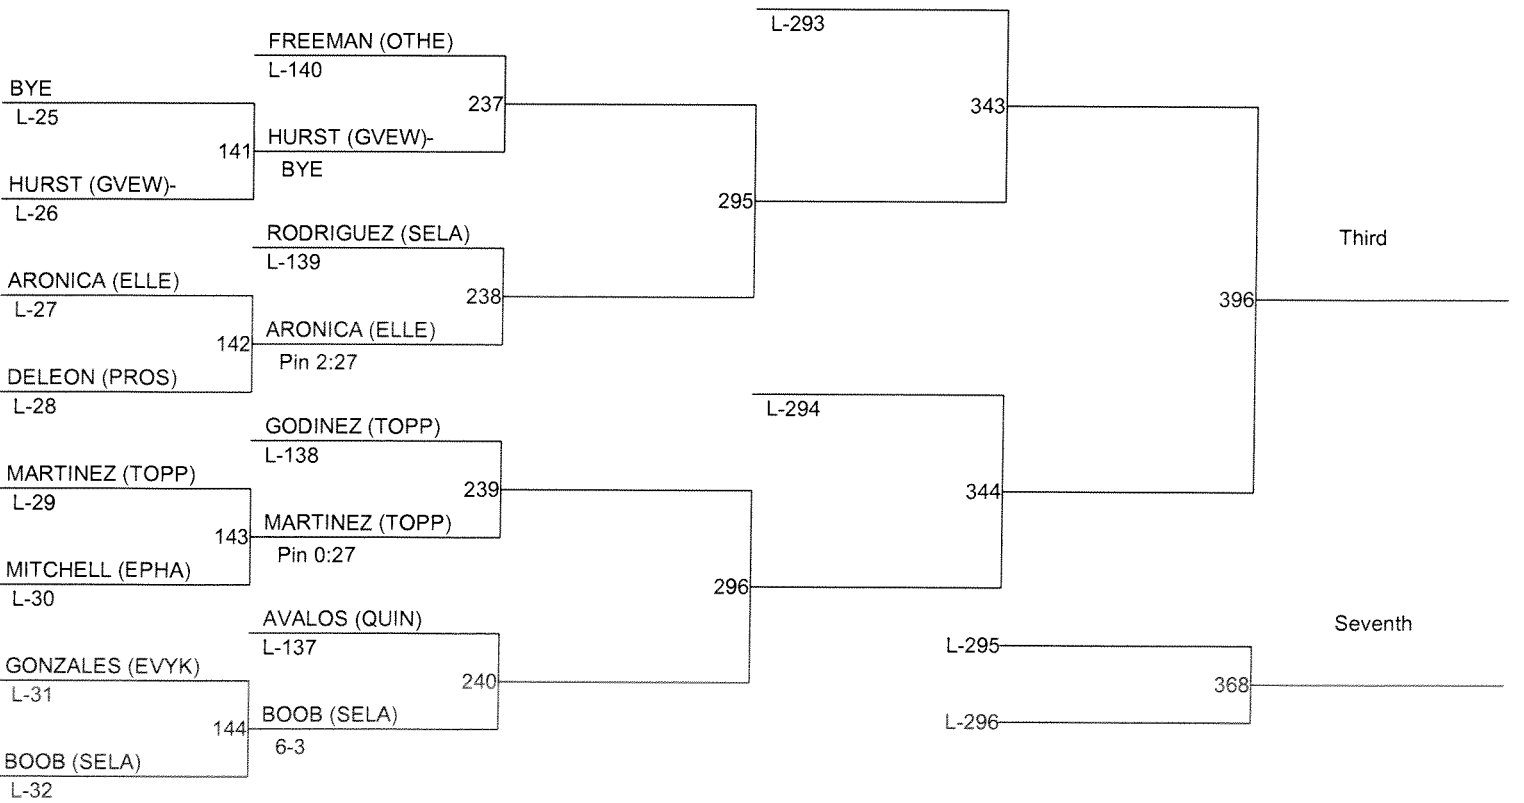 L-293
FREEMAN (OTHE)
L-140
BYE
L-25
237
343
HURST (GVEW)-
141
BYE
HURST (GVEW)-
L-26
295
RODRIGUEZ (SELA)
L-139
Third
ARONICA (ELLE)
L-27
238
396
ARONICA (ELLE)
142
Pin 2:27
DELEON (PROS)
L-28
L-294
GODINEZ (TOPP)
L-138
MARTINEZ (TOPP)
L-29
239
344
MARTINEZ (TOPP)
143
Pin 0:27
MITCHELL (EPHA)
L-30
296
AVALOS (QUIN)
L-137
Seventh
L-295
GONZALES (EVYK)
L-31
240
368
BOOB (SELA)
144
L-296
6-3
BOOB (SELA)
L-32